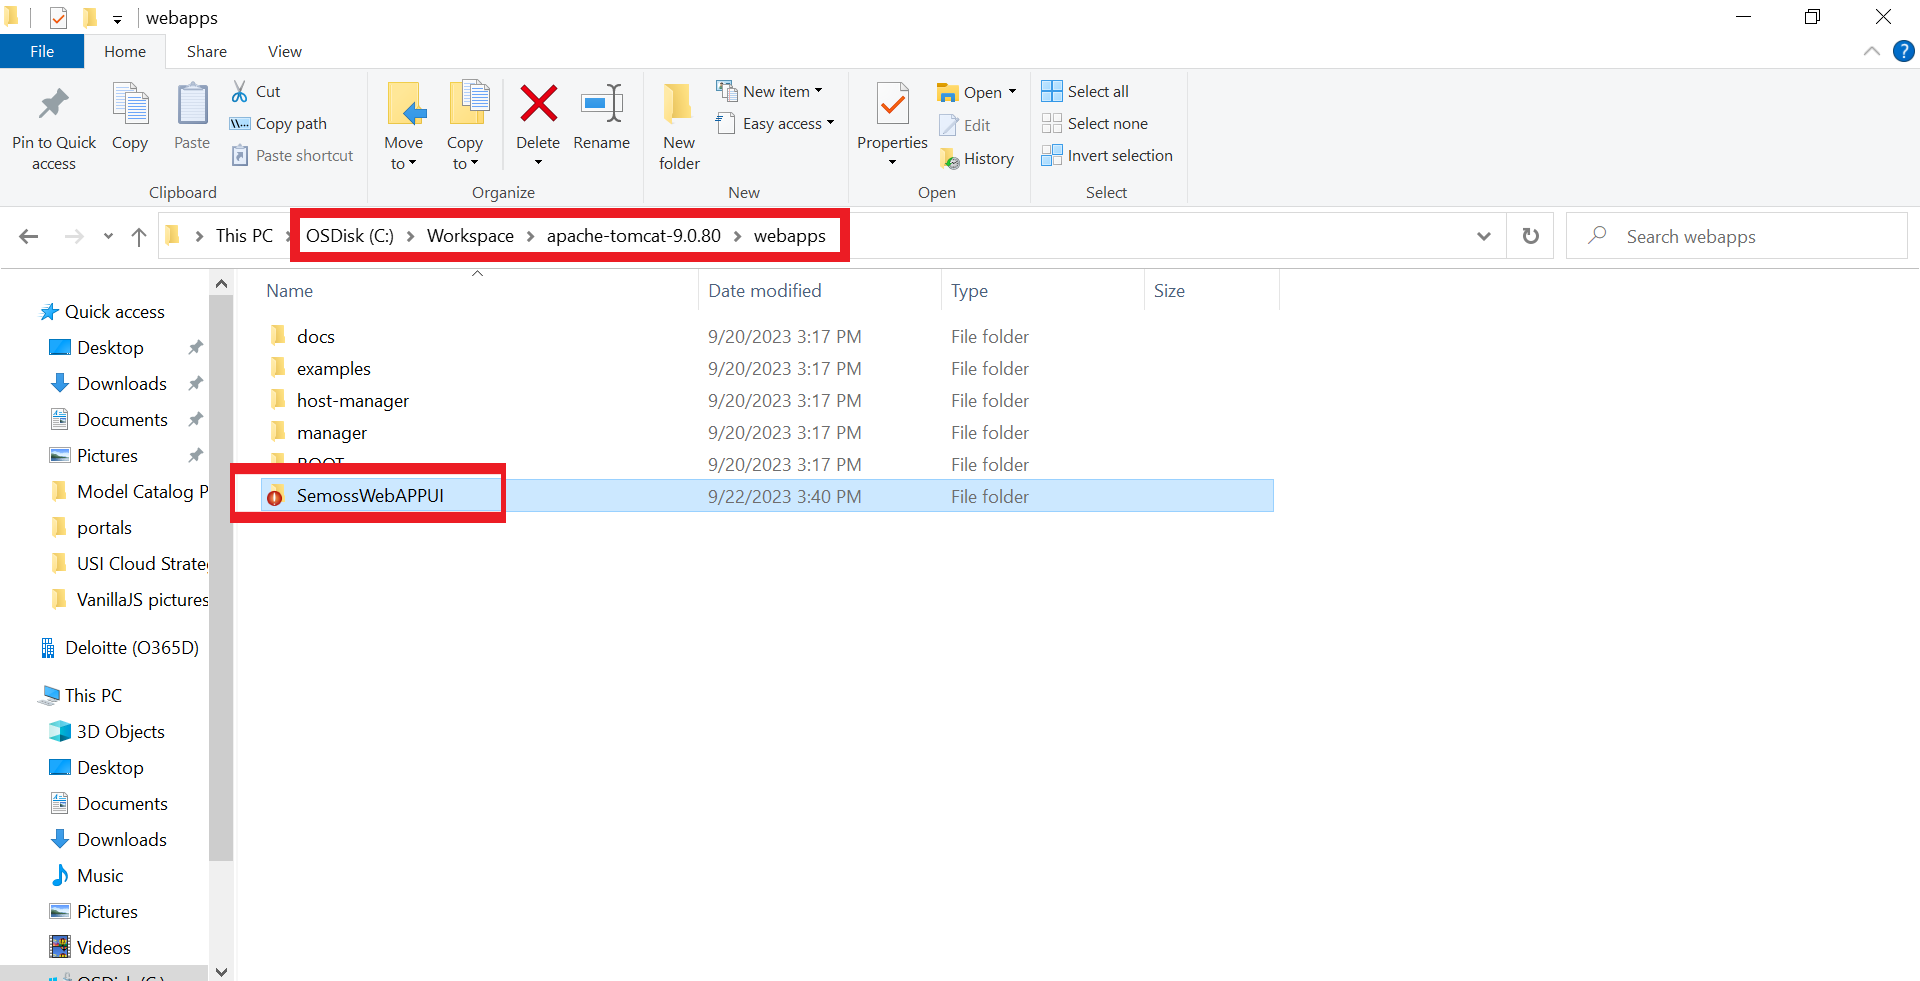 webapps
File Home Share View
Pin to Quick access
Copy
Paste
Cut
Copy path
Paste shortcut
Clipboard
Move to
Copy to
Delete
Rename
Organize
New folder
New item
Easy access
New
Properties
Open
Edit
History
Open
Select all
Select none
Invert selection
Select
This PC OSDisk (C:) Workspace apache-tomcat-9.0.80 webapps
Search webapps
Quick access
Desktop
Downloads
Documents
Pictures
Model Catalog P
portals
USI Cloud Strate
VanillaJS pictures
Deloitte (O365D)
This PC
3D Objects
Desktop
Documents
Downloads
Music
Pictures
Videos
OSDisk (C:)
Name Date modified Type Size
docs 9/20/2023 3:17 PM File folder
examples 9/20/2023 3:17 PM File folder
host-manager 9/20/2023 3:17 PM File folder
manager 9/20/2023 3:17 PM File folder
ROOT 9/20/2023 3:17 PM File folder
SemossWebAPPUI 9/22/2023 3:40 PM File folder